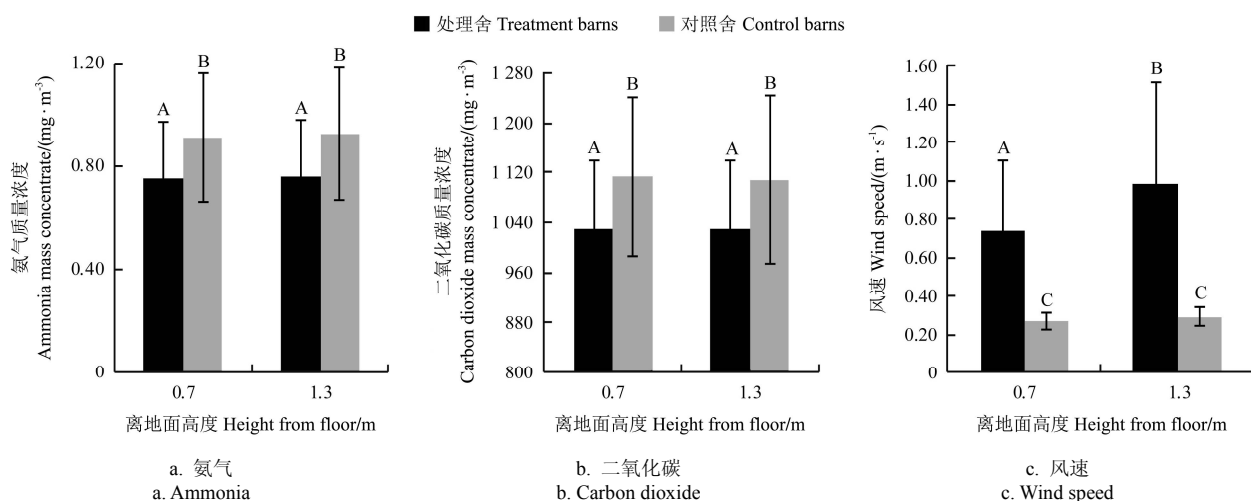 处理舍 Treatment barns 对照舍 Control barns
氨气质量浓度
Ammonia mass concentrate/(mg·m-3)
1.20
0.80
0.40
0
A
B
A
B
0.7
1.3
离地面高度 Height from floor/m
a. 氨气
a. Ammonia
二氧化碳质量浓度
Carbon dioxide mass concentrate/(mg·m-3)
1 280
1 200
1 120
1 040
960
880
800
A
B
A
B
0.7
1.3
离地面高度 Height from floor/m
b. 二氧化碳
b. Carbon dioxide
风速 Wind speed/(m·s-1)
1.60
1.40
1.20
1.00
0.80
0.60
0.40
0.20
0
A
C
B
C
0.7
1.3
离地面高度 Height from floor/m
c. 风速
c. Wind speed